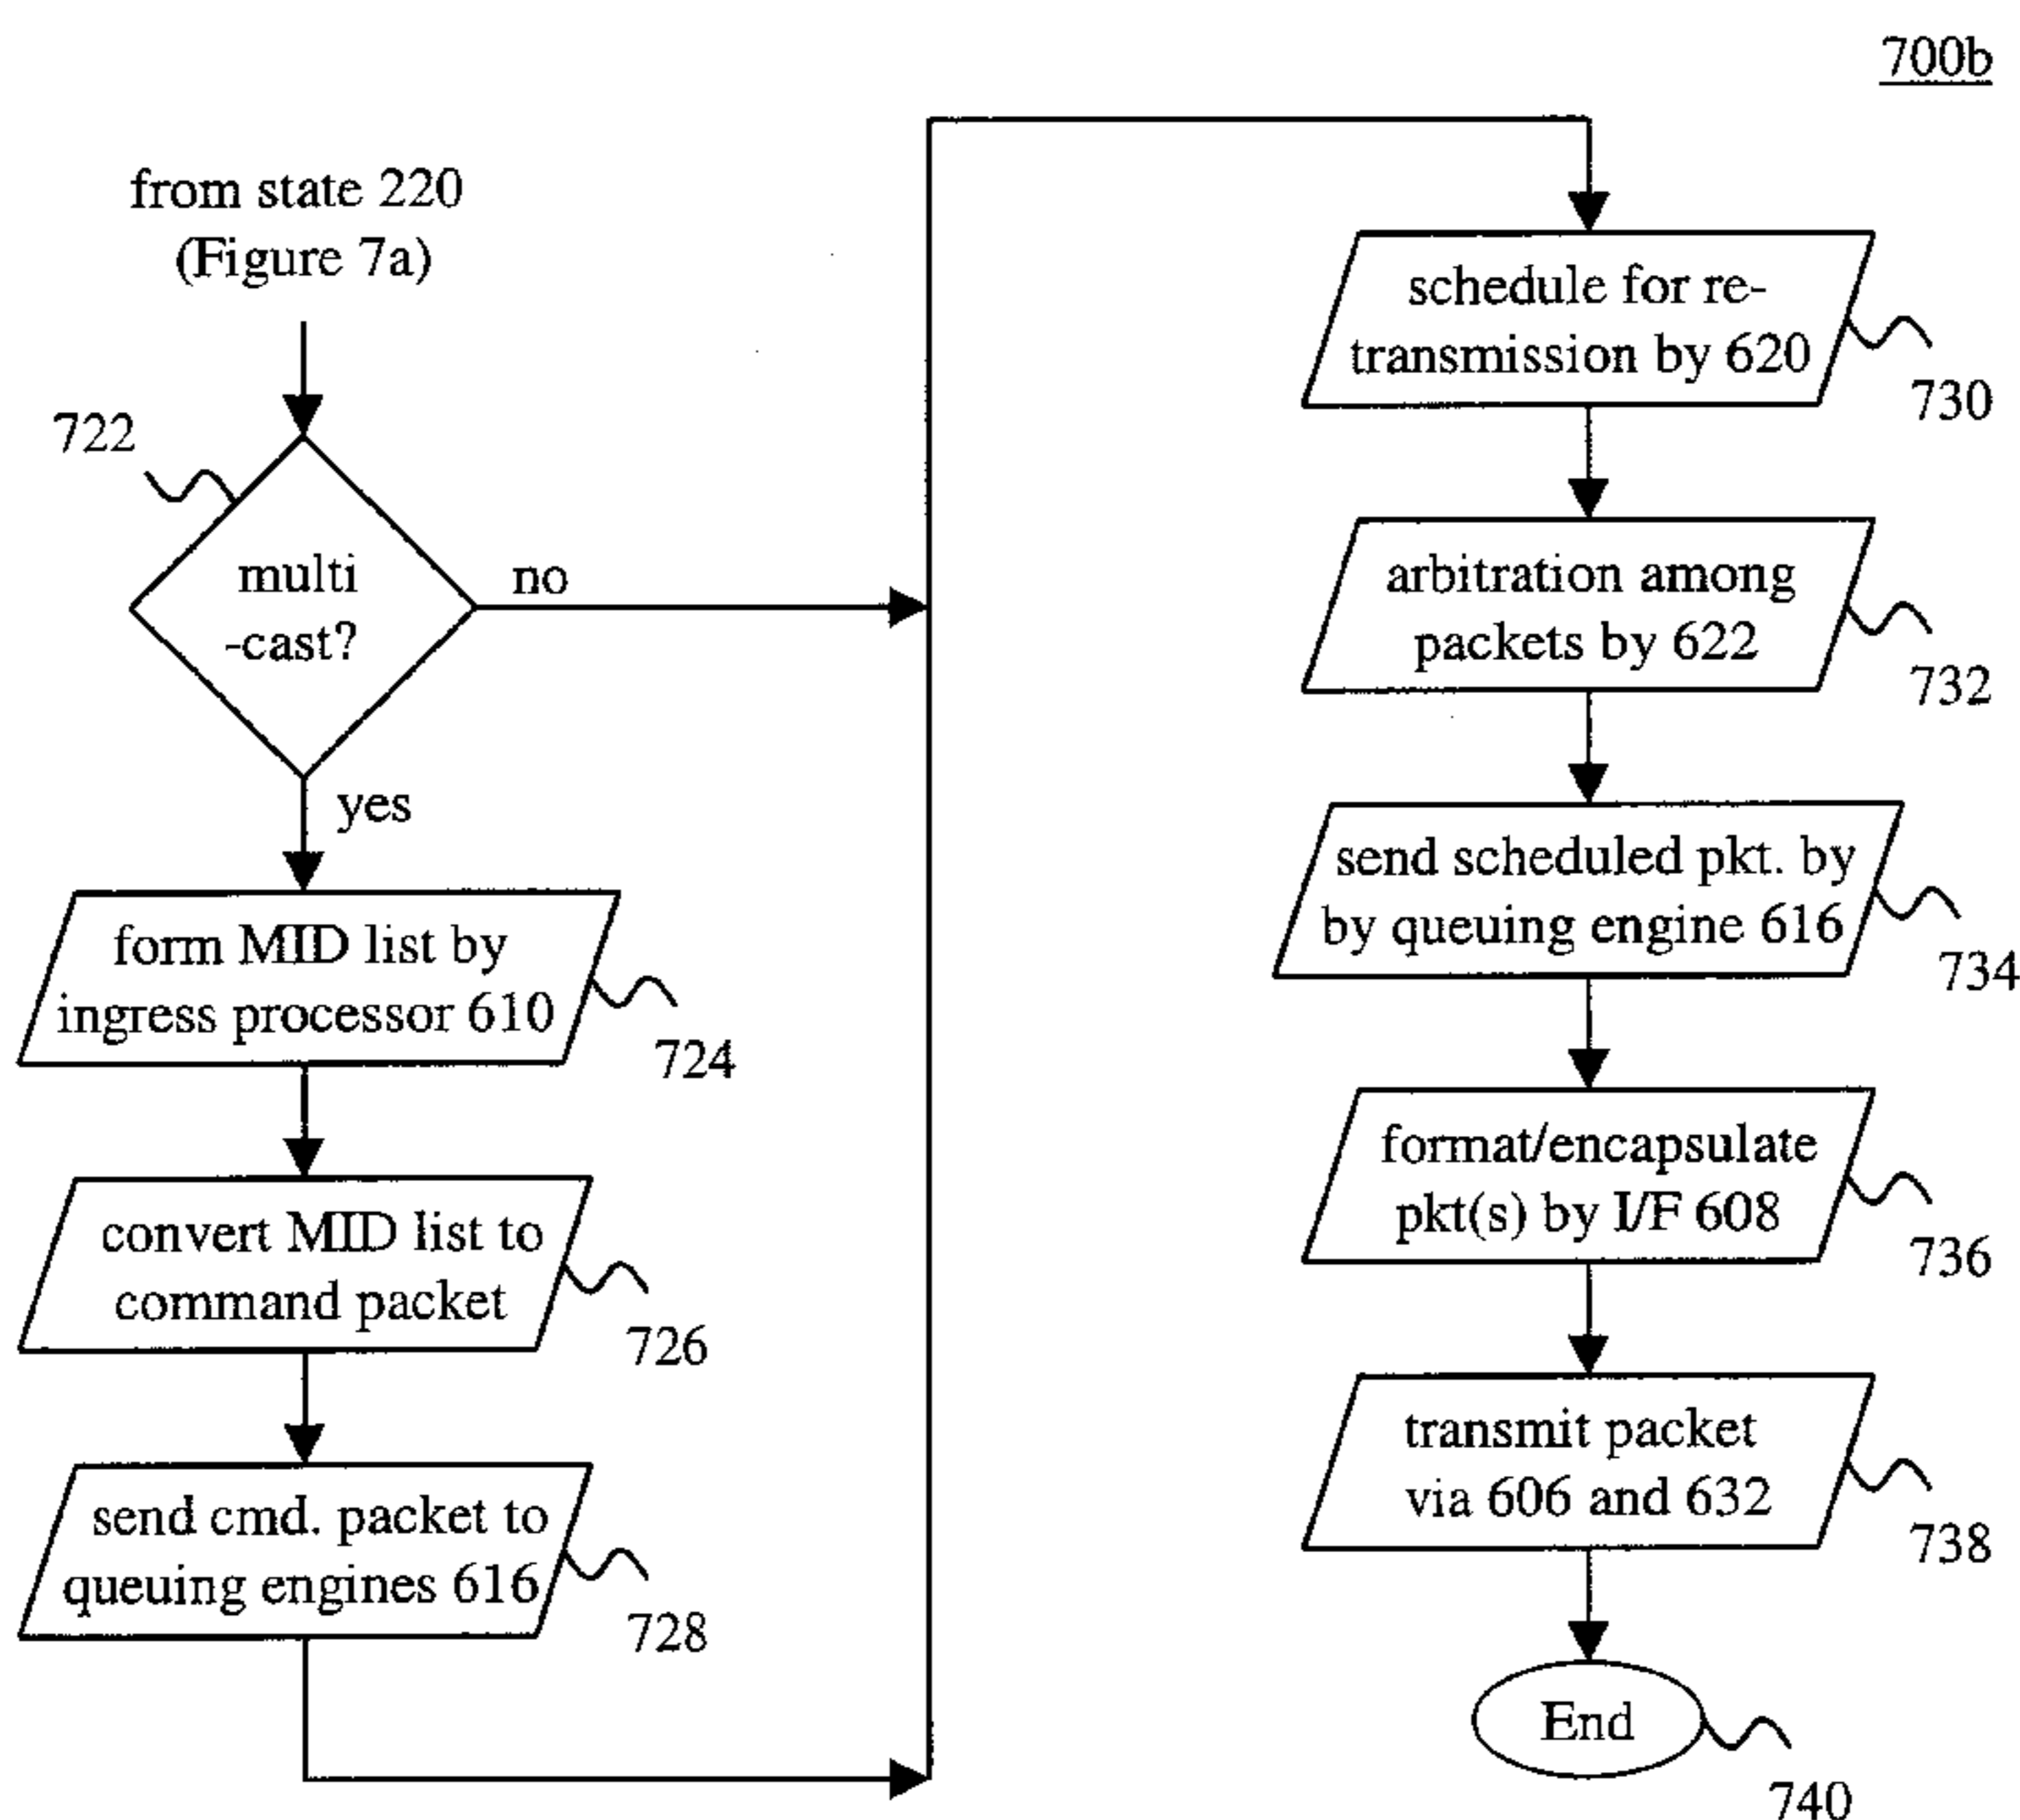 700b
from state 220
(Figure 7a)
722
multi
-cast?
no
yes
form MID list by
ingress processor 610
724
convert MID list to
command packet
726
send cmd. packet to
queuing engines 616
728
schedule for re-
transmission by 620
730
arbitration among
packets by 622
732
send scheduled pkt. by
by queuing engine 616
734
format/encapsulate
pkt(s) by I/F 608
736
transmit packet
via 606 and 632
738
End
740